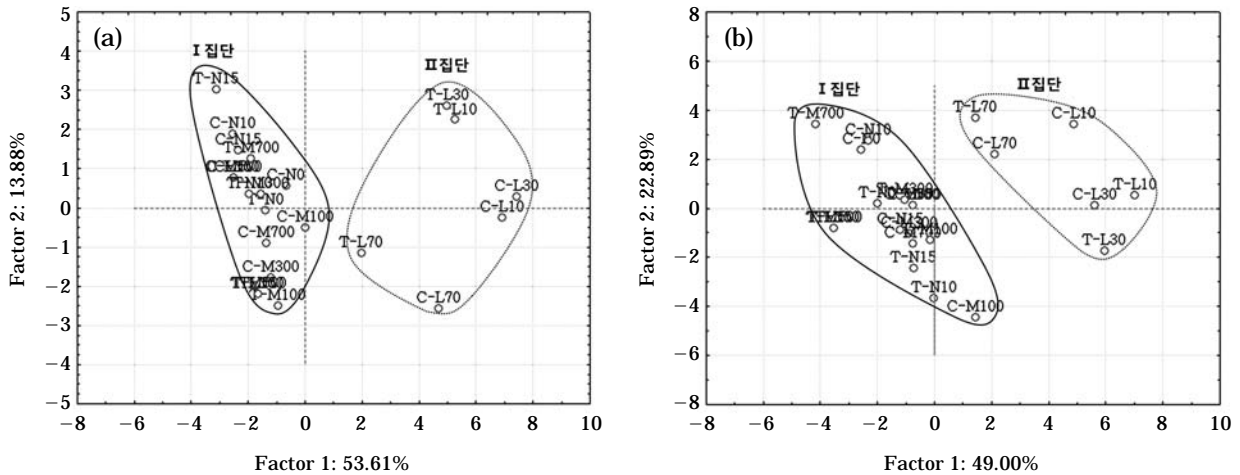 (a)
I 집단
II집단
T-N15
T-L30
T-L10
C-N10
C-N15
T-M700
C-N0
T-N0
C-L30
C-L10
C-M100
C-M700
T-L70
C-M300
T-M100
C-L70
5
4
3
2
1
0
−1
−2
−3
−4
−5
−8 −6 −4 −2 0 2 4 6 8 10
Factor 2: 13.88%
Factor 1: 53.61%
(b)
I 집단
II집단
T-M700
T-L70
C-L10
C-N10
C-L70
T-M300
C-L30
T-L10
C-N15
T-N15
T-L30
T-N10
C-M100
8
6
4
2
0
−2
−4
−6
−8
−8 −6 −4 −2 0 2 4 6 8 10
Factor 2: 22.89%
Factor 1: 49.00%